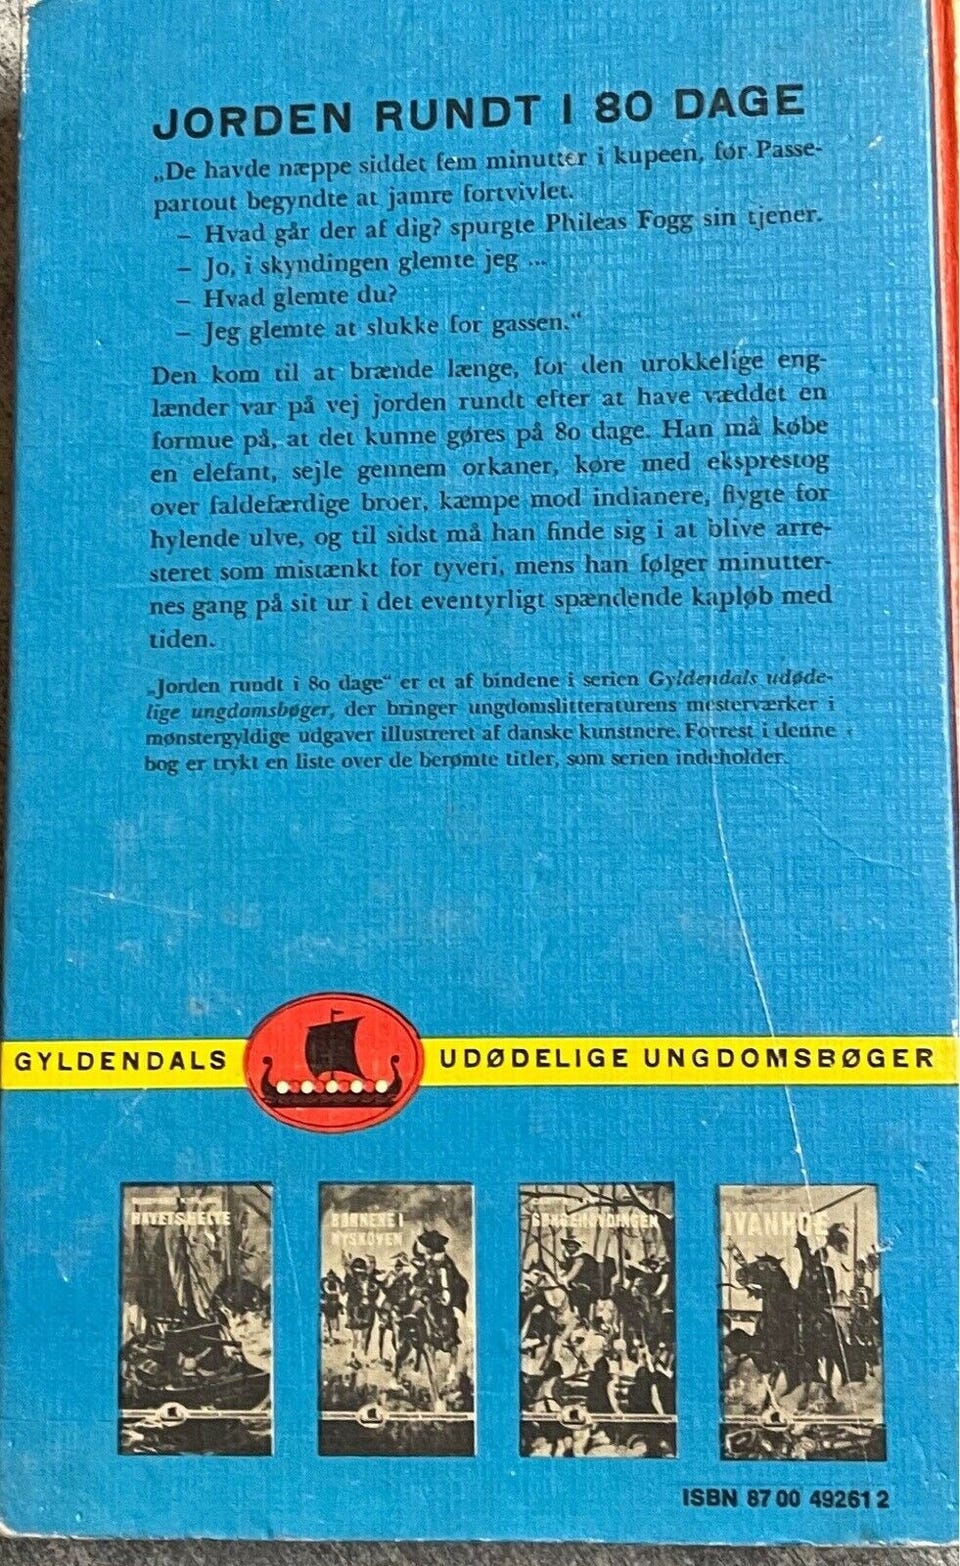 JORDEN RUNDT I 80 DAGE
„De havde næppe siddet fem minutter i kupeen, før Passe-
partout begyndte at jamre fortvivlet.
– Hvad går der af dig? spurgte Phileas Fogg sin tjener.
– Jo, i skyndingen glemte jeg ...
– Hvad glemte du?
– Jeg glemte at slukke for gassen.“
Den kom til at brænde længe, for den urokkelige eng-
lænder var på vej jorden rundt efter at have væddet en
formue på, at det kunne gøres på 80 dage. Han må købe
en elefant, sejle gennem orkaner, køre med eksprestog
over faldefærdige broer, kæmpe mod indianere, flygte for
hylende ulve, og til sidst må han finde sig i at blive arre-
steret som mistænkt for tyveri, mens han følger minutter-
nes gang på sit ur i det eventyrligt spændende kapløb med
tiden.
„Jorden rundt i 80 dage“ er et af bindene i serien Gyldendals udøde-
lige ungdomsbøger, der bringer ungdomslitteraturens mesterværker i
mønstergyldige udgaver illustreret af danske kunstnere. Forrest i denne
bog er trykt en liste over de berømte titler, som serien indeholder.
GYLDENDALS UDØDELIGE UNGDOMSBØGER
HAVETS HELTE
BØRNENE I
NYSKOVEN
GØNGEHØVDINGEN
IVANHOE
ISBN 87 00 49261 2